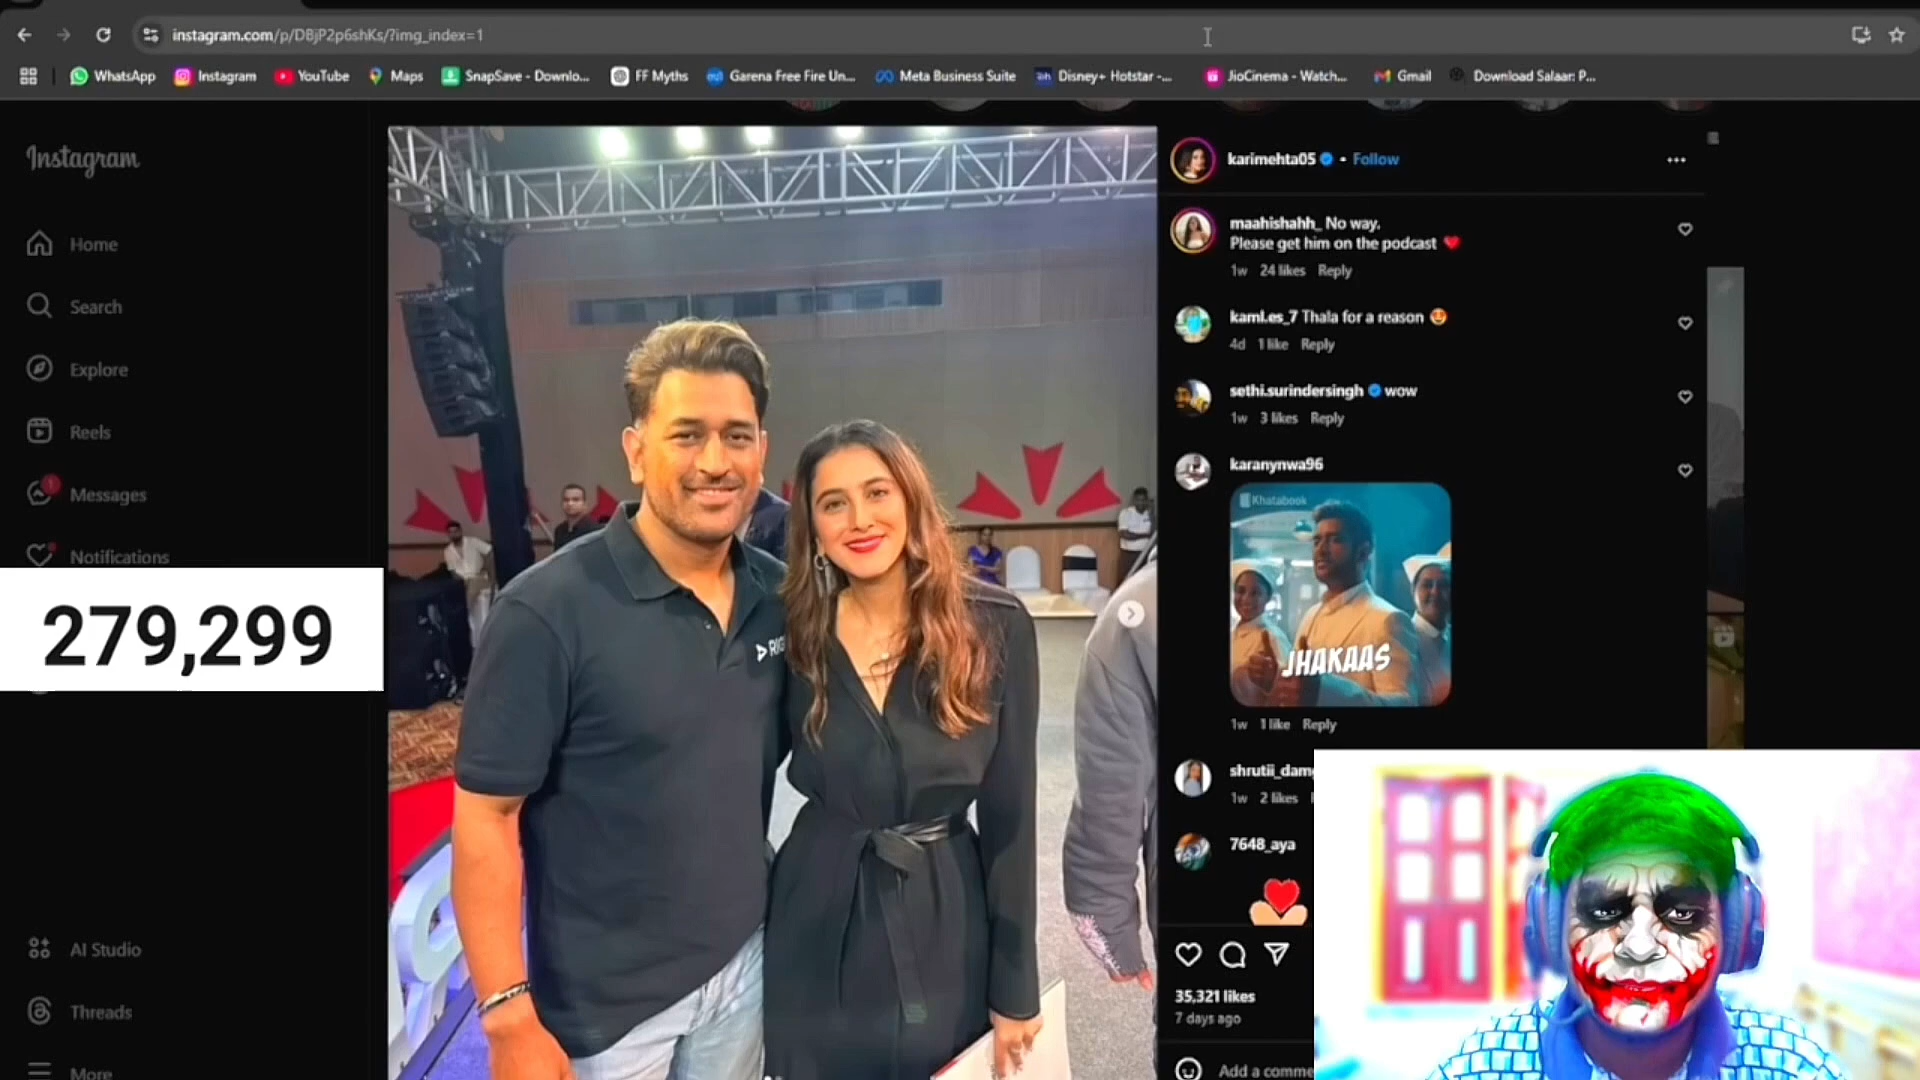 instagram.com/p/DBjP2p6shKs/?img_index=1
WhatsApp
Instagram
YouTube
Maps
SnapSave - Downlo...
FF Myths
Garena Free Fire Un...
Meta Business Suite
Disney+ Hotstar -...
JioCinema - Watch...
Gmail
Download Salaar: P...
Instagram
Home
Search
Explore
Reels
1
Messages
Notifications
279,299
AI Studio
Threads
More
karimehta05 • Follow
maahishahh_ No way.
Please get him on the podcast ❤️
1w 24 likes Reply
kaml.es_7 Thala for a reason 😍
4d 1 like Reply
sethi.surindersingh wow
1w 3 likes Reply
karanynwa96
Khatabook
JHAKAAS
1w 1 like Reply
shrutii_dam
1w 2 likes
7648_aya
35,321 likes
7 days ago
Add a comme